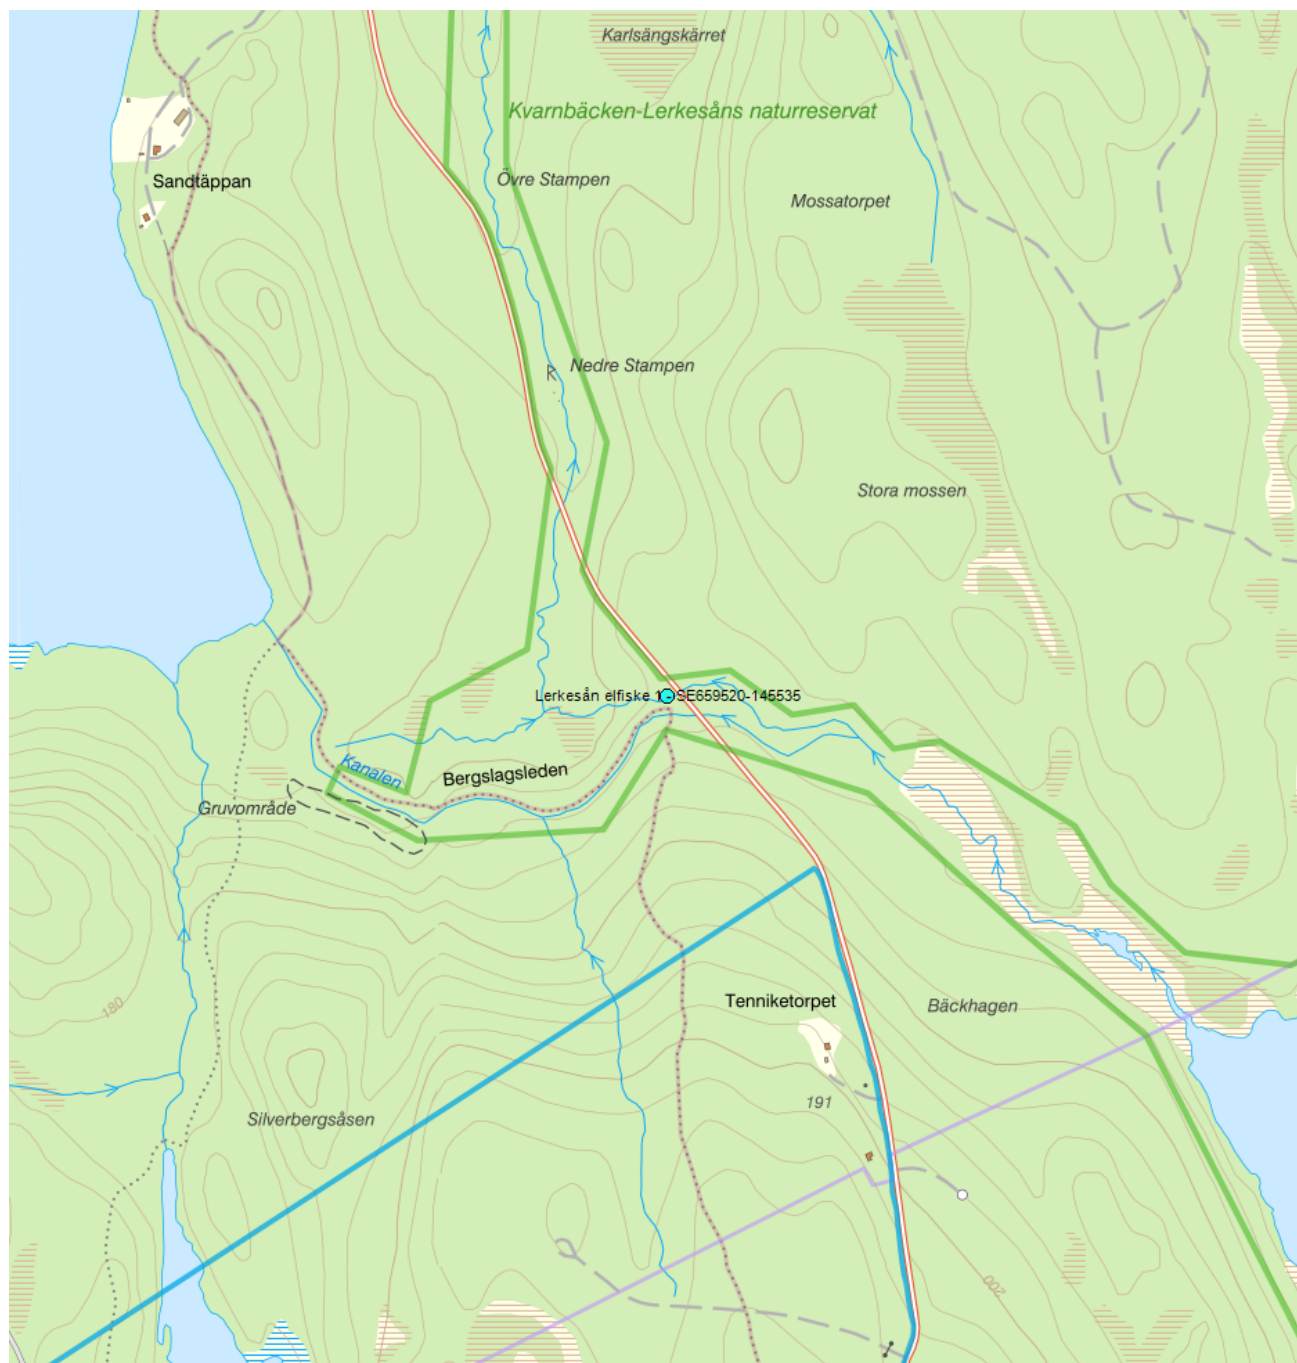 Karlsängskärret
Kvarnbäcken-Lerkesåns naturreservat
Övre Stampen
Sandtäppan
Mossatorpet
Nedre Stampen
R
Stora mossen
Lerkesån elfiske 1 - SE659520-145535
Kanalen
Bergslagsleden
Gruvområde
180
Tenniketorpet
Bäckhagen
191
Silverbergsåsen
200